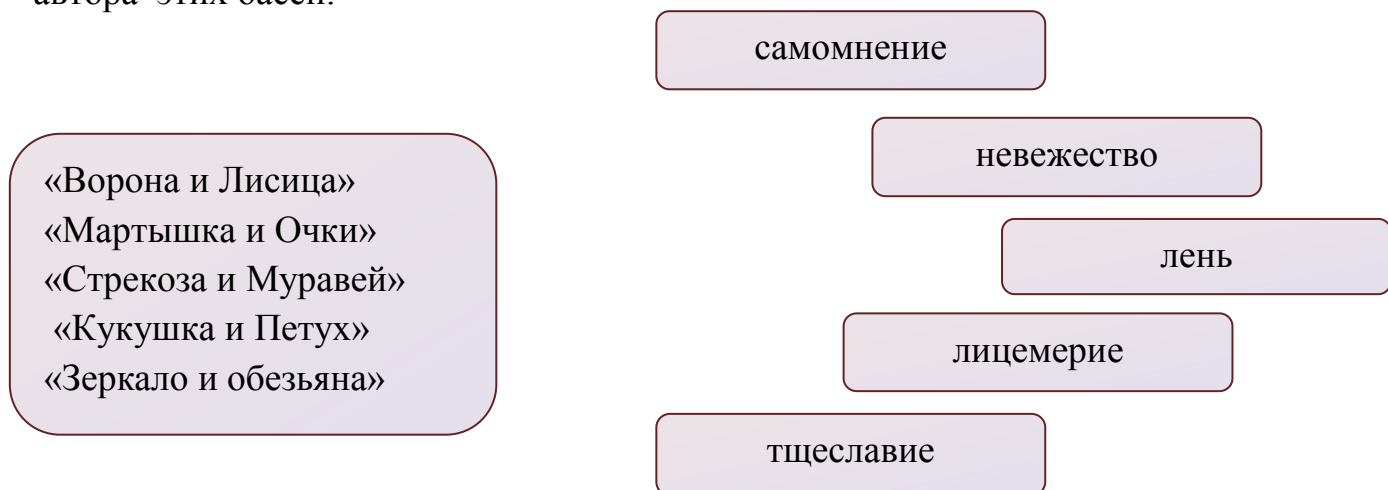 автора этих басен.
самомнение
невежество
«Ворона и Лисица»
«Мартышка и Очки»
«Стрекоза и Муравей»
«Кукушка и Петух»
«Зеркало и обезьяна»
лень
лицемерие
тщеславие